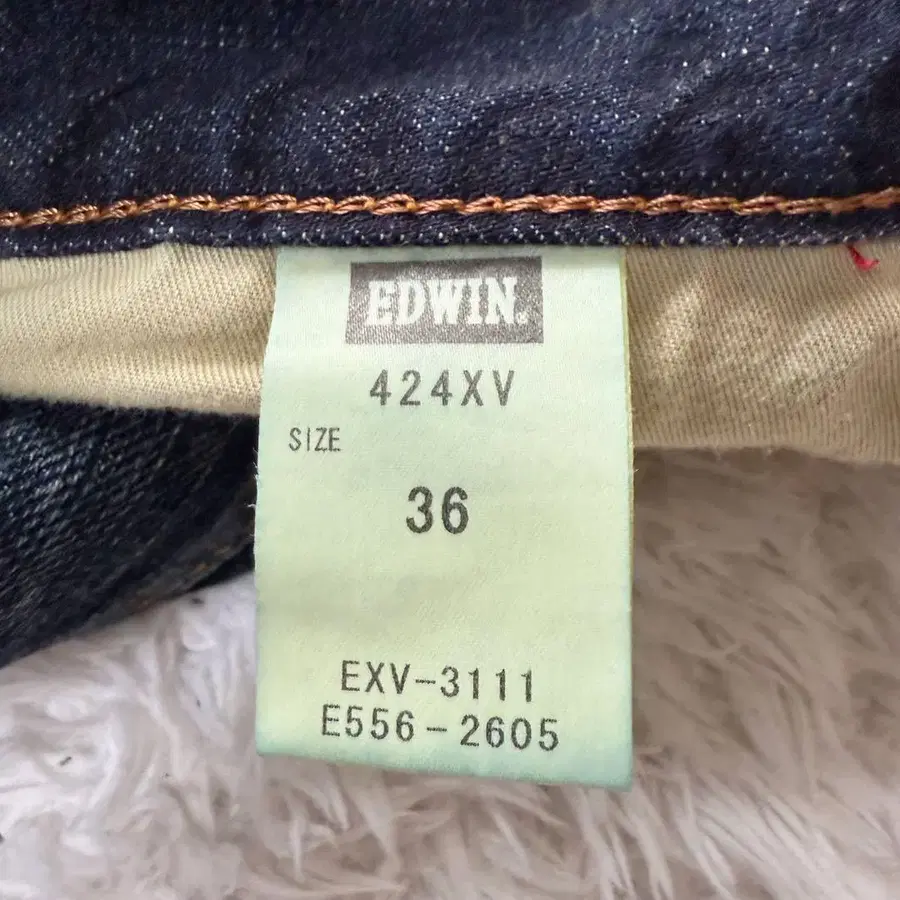 EDWIN.
424XV
SIZE
36
EXV-3111
E556-2605